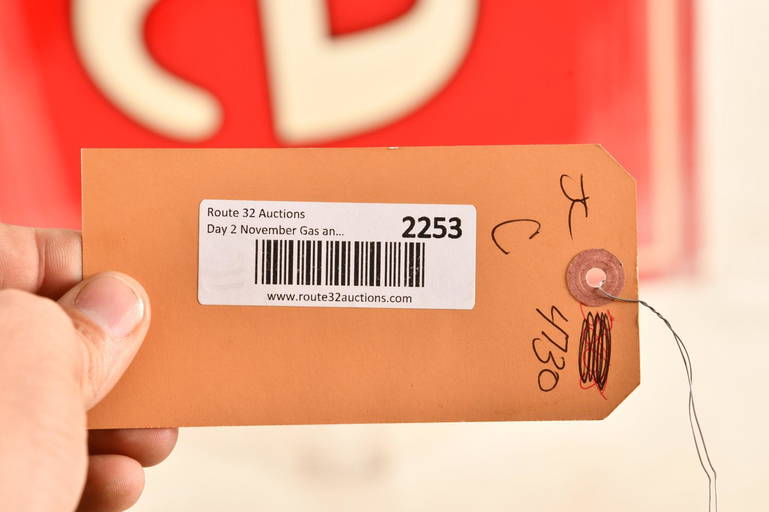 Route 32 Auctions
Day 2 November Gas an...
2253
www.route32auctions.com
C
4730